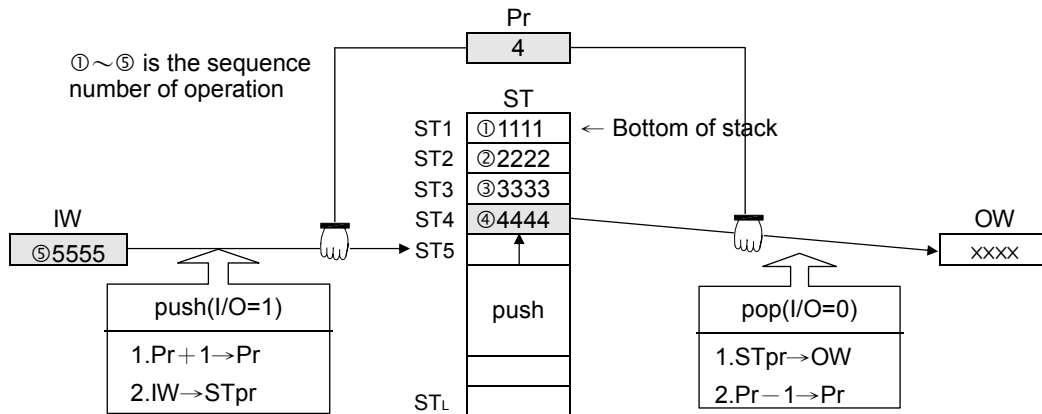 Pr
4
①～⑤ is the sequence
number of operation
ST
ST1 ①1111 ← Bottom of stack
ST2 ②2222
ST3 ③3333
ST4 ④4444
ST5
IW
⑤5555
OW
xxxx
push(I/O=1)
1.Pr＋1→Pr
2.IW→STpr
push
pop(I/O=0)
1.STpr→OW
2.Pr－1→Pr
STL